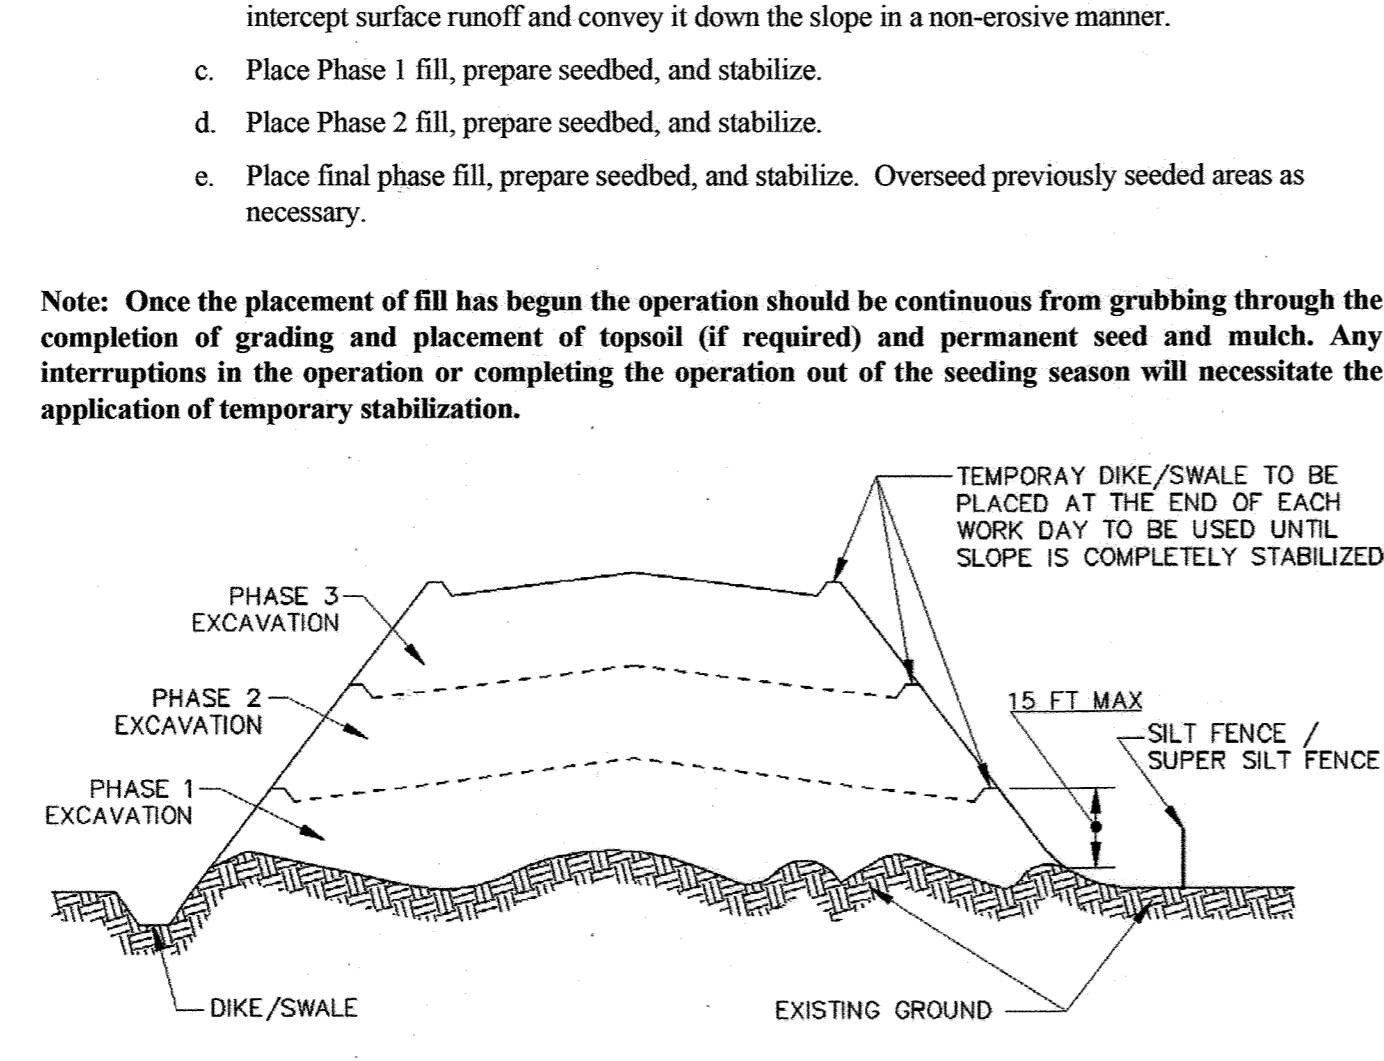 intercept surface runoff and convey it down the slope in a non-erosive manner.
c. Place Phase 1 fill, prepare seedbed, and stabilize.
d. Place Phase 2 fill, prepare seedbed, and stabilize.
e. Place final phase fill, prepare seedbed, and stabilize. Overseed previously seeded areas as
necessary.
Note: Once the placement of fill has begun the operation should be continuous from grubbing through the
completion of grading and placement of topsoil (if required) and permanent seed and mulch. Any
interruptions in the operation or completing the operation out of the seeding season will necessitate the
application of temporary stabilization.
TEMPORAY DIKE/SWALE TO BE
PLACED AT THE END OF EACH
WORK DAY TO BE USED UNTIL
SLOPE IS COMPLETELY STABILIZED
PHASE 3
EXCAVATION
PHASE 2
EXCAVATION
15 FT MAX
SILT FENCE /
SUPER SILT FENCE
PHASE 1
EXCAVATION
DIKE/SWALE
EXISTING GROUND